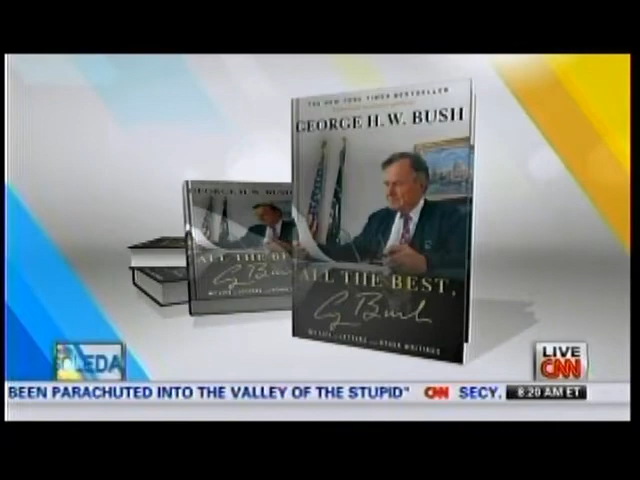 THE NEW YORK TIMES BESTSELLER
GEORGE H.W. BUSH
ALL THE BEST,
G Bush
MY LIFE IN LETTERS AND OTHER WRITINGS
GEORGE H.W. BUSH
ALL THE BEST,
G Bush
SOLEDA
LIVE
CNN
BEEN PARACHUTED INTO THE VALLEY OF THE STUPID" CNN SECY. 8:20 AM ET